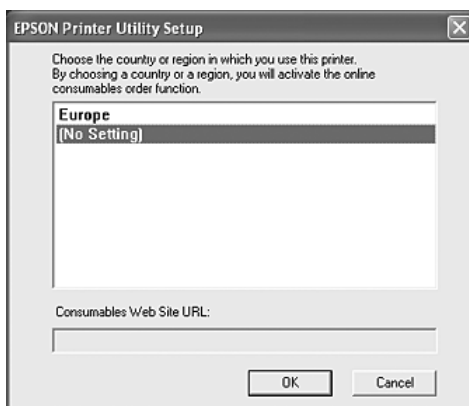 EPSON Printer Utility Setup
Choose the country or region in which you use this printer.
By choosing a country or a region, you will activate the online
consumables order function.
Europe
(No Setting)
Consumables Web Site URL:
OK
Cancel